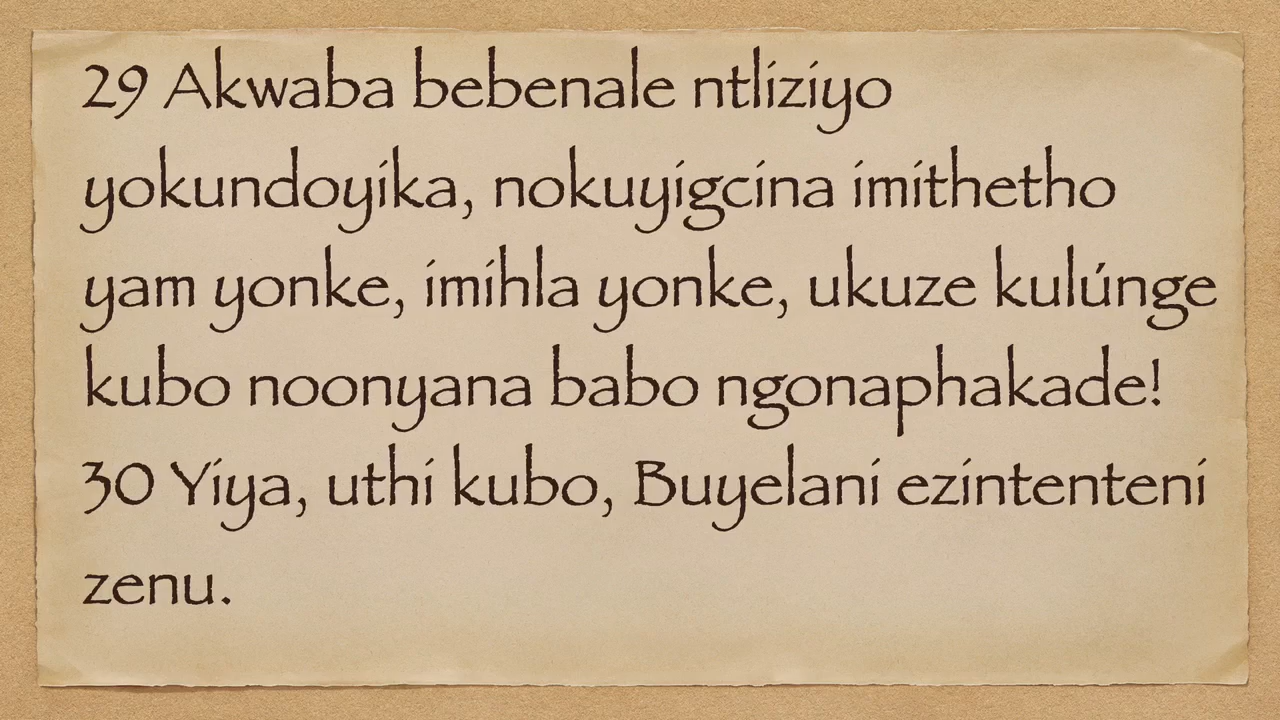 29 Akwaba bebenale ntliziyo
yokundoyika, nokuyigcina imithetho
yam yonke, imihla yonke, ukuze kulúnge
kubo noonyana babo ngonaphakade!
30 Yiya, uthi kubo, Buyelani ezintenteni
zenu.